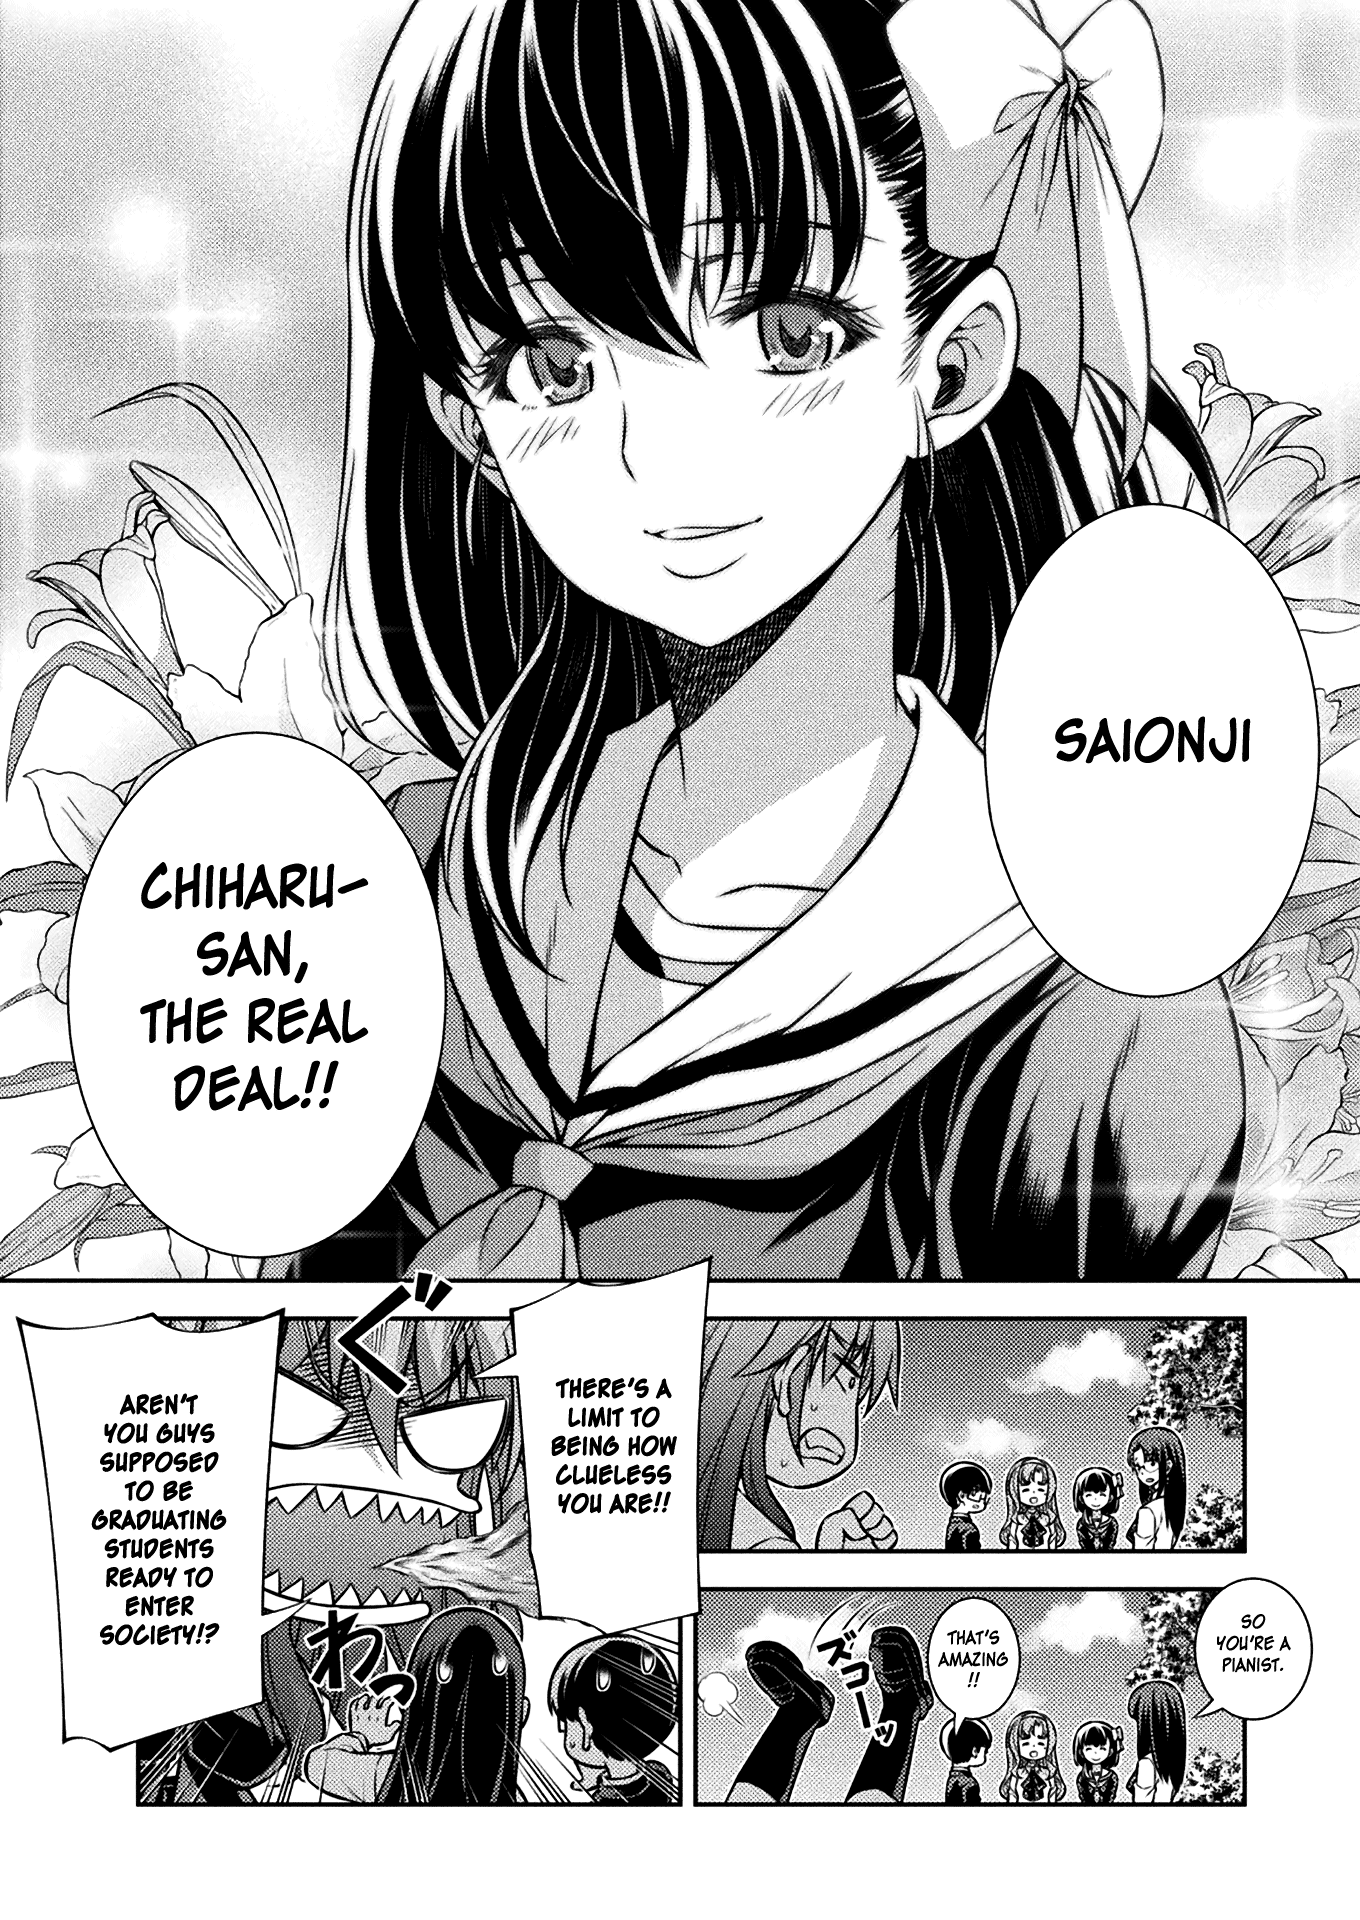 SAIONJI
CHIHARU-
SAN,
THE REAL
DEAL!!
SO
YOU'RE A
PIANIST.
THAT'S
AMAZING
!!
ズコーッ
THERE'S A
LIMIT TO
BEING HOW
CLUELESS
YOU ARE!!
ぐ
AREN'T
YOU GUYS
SUPPOSED
TO BE
GRADUATING
STUDENTS
READY TO
ENTER
SOCIETY!?
わっ